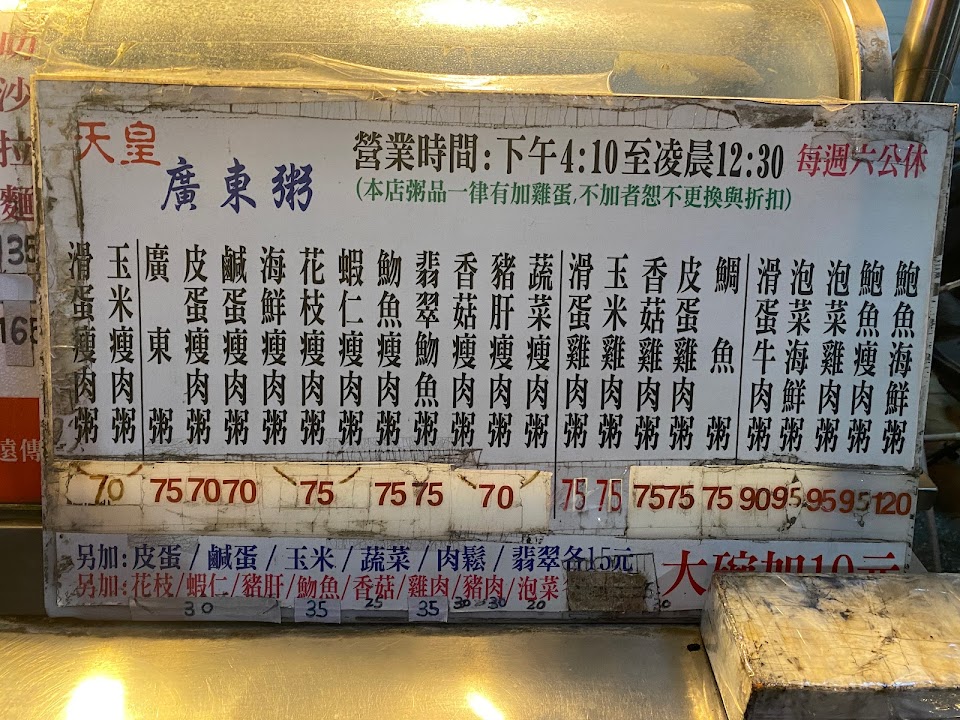 助沙拉麵
135
165
遠傳
天皇
廣東粥
營業時間:下午4:10至凌晨12:30
每週六公休
(本店粥品一律有加雞蛋,不加者恕不更換與折扣)
滑蛋瘦肉粥
玉米瘦肉粥
廣東粥
皮蛋瘦肉粥
鹹蛋瘦肉粥
海鮮瘦肉粥
花枝瘦肉粥
蝦仁瘦肉粥
魩魚瘦肉粥
翡翠魩魚粥
香菇瘦肉粥
豬肝瘦肉粥
蔬菜瘦肉粥
滑蛋雞肉粥
玉米雞肉粥
香菇雞肉粥
皮蛋雞肉粥
鯛魚粥
滑蛋牛肉粥
泡菜海鮮粥
泡菜雞肉粥
鮑魚瘦肉粥
鮑魚海鮮粥
70 75 70 70 75 75 75 70 75 75 75 75 75 90 95 95 95 120
另加:皮蛋/鹹蛋/玉米/蔬菜/肉鬆/翡翠各15元
另加:花枝/蝦仁/豬肝/魩魚/香菇/雞肉/豬肉/泡菜
30 35 25 35 30 30 20 30
大碗加10元